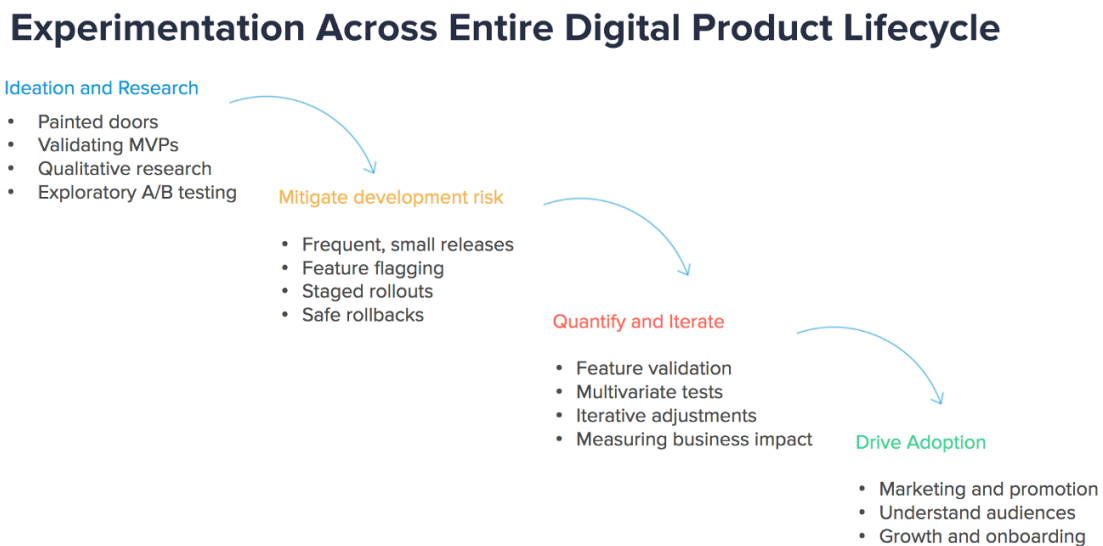 Experimentation Across Entire Digital Product Lifecycle
Ideation and Research
• Painted doors
• Validating MVPs
• Qualitative research
• Exploratory A/B testing
Mitigate development risk
• Frequent, small releases
• Feature flagging
• Staged rollouts
• Safe rollbacks
Quantify and Iterate
• Feature validation
• Multivariate tests
• Iterative adjustments
• Measuring business impact
Drive Adoption
• Marketing and promotion
• Understand audiences
• Growth and onboarding